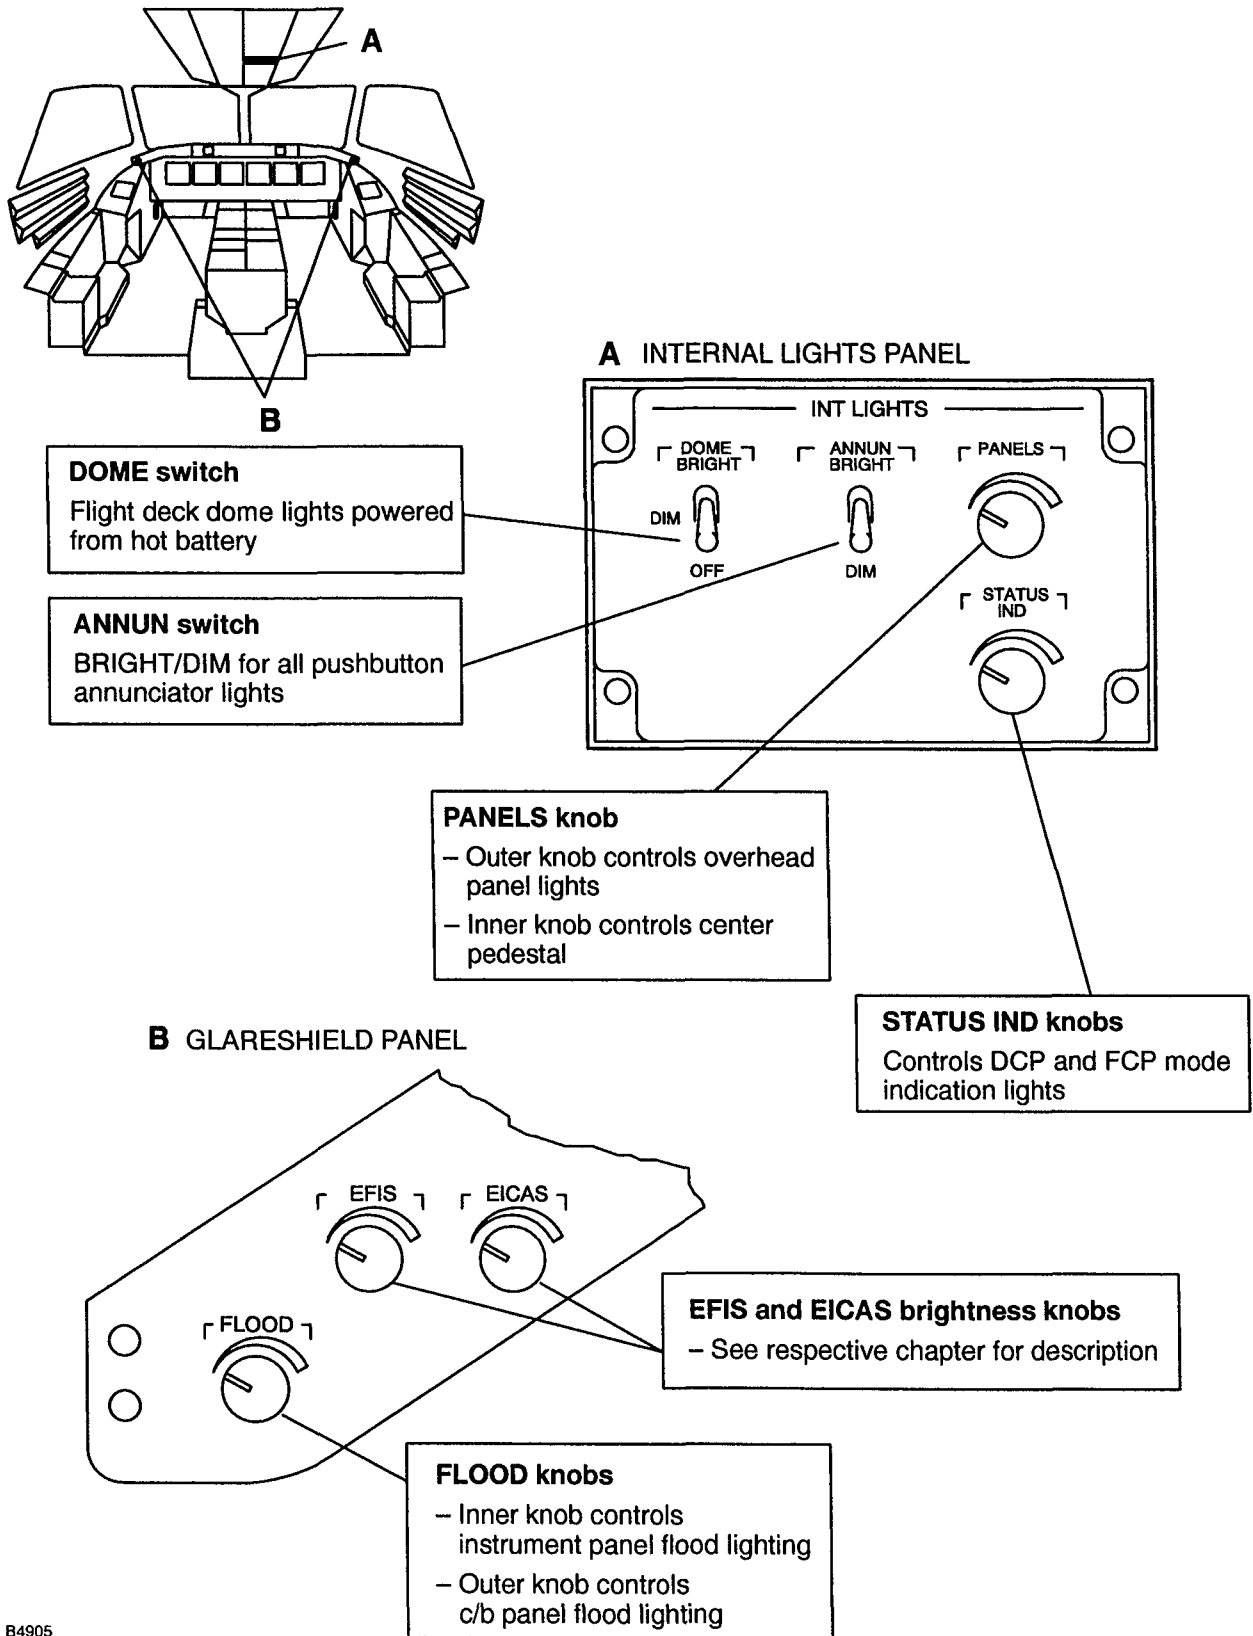 A
B
A INTERNAL LIGHTS PANEL
INT LIGHTS
DOME
BRIGHT
DIM
OFF
ANNUN
BRIGHT
DIM
PANELS
STATUS
IND
DOME switch
Flight deck dome lights powered
from hot battery
ANNUN switch
BRIGHT/DIM for all pushbutton
annunciator lights
PANELS knob
– Outer knob controls overhead
panel lights
– Inner knob controls center
pedestal
STATUS IND knobs
Controls DCP and FCP mode
indication lights
B GLARESHIELD PANEL
EFIS
EICAS
FLOOD
EFIS and EICAS brightness knobs
– See respective chapter for description
FLOOD knobs
– Inner knob controls
instrument panel flood lighting
– Outer knob controls
c/b panel flood lighting
B4905